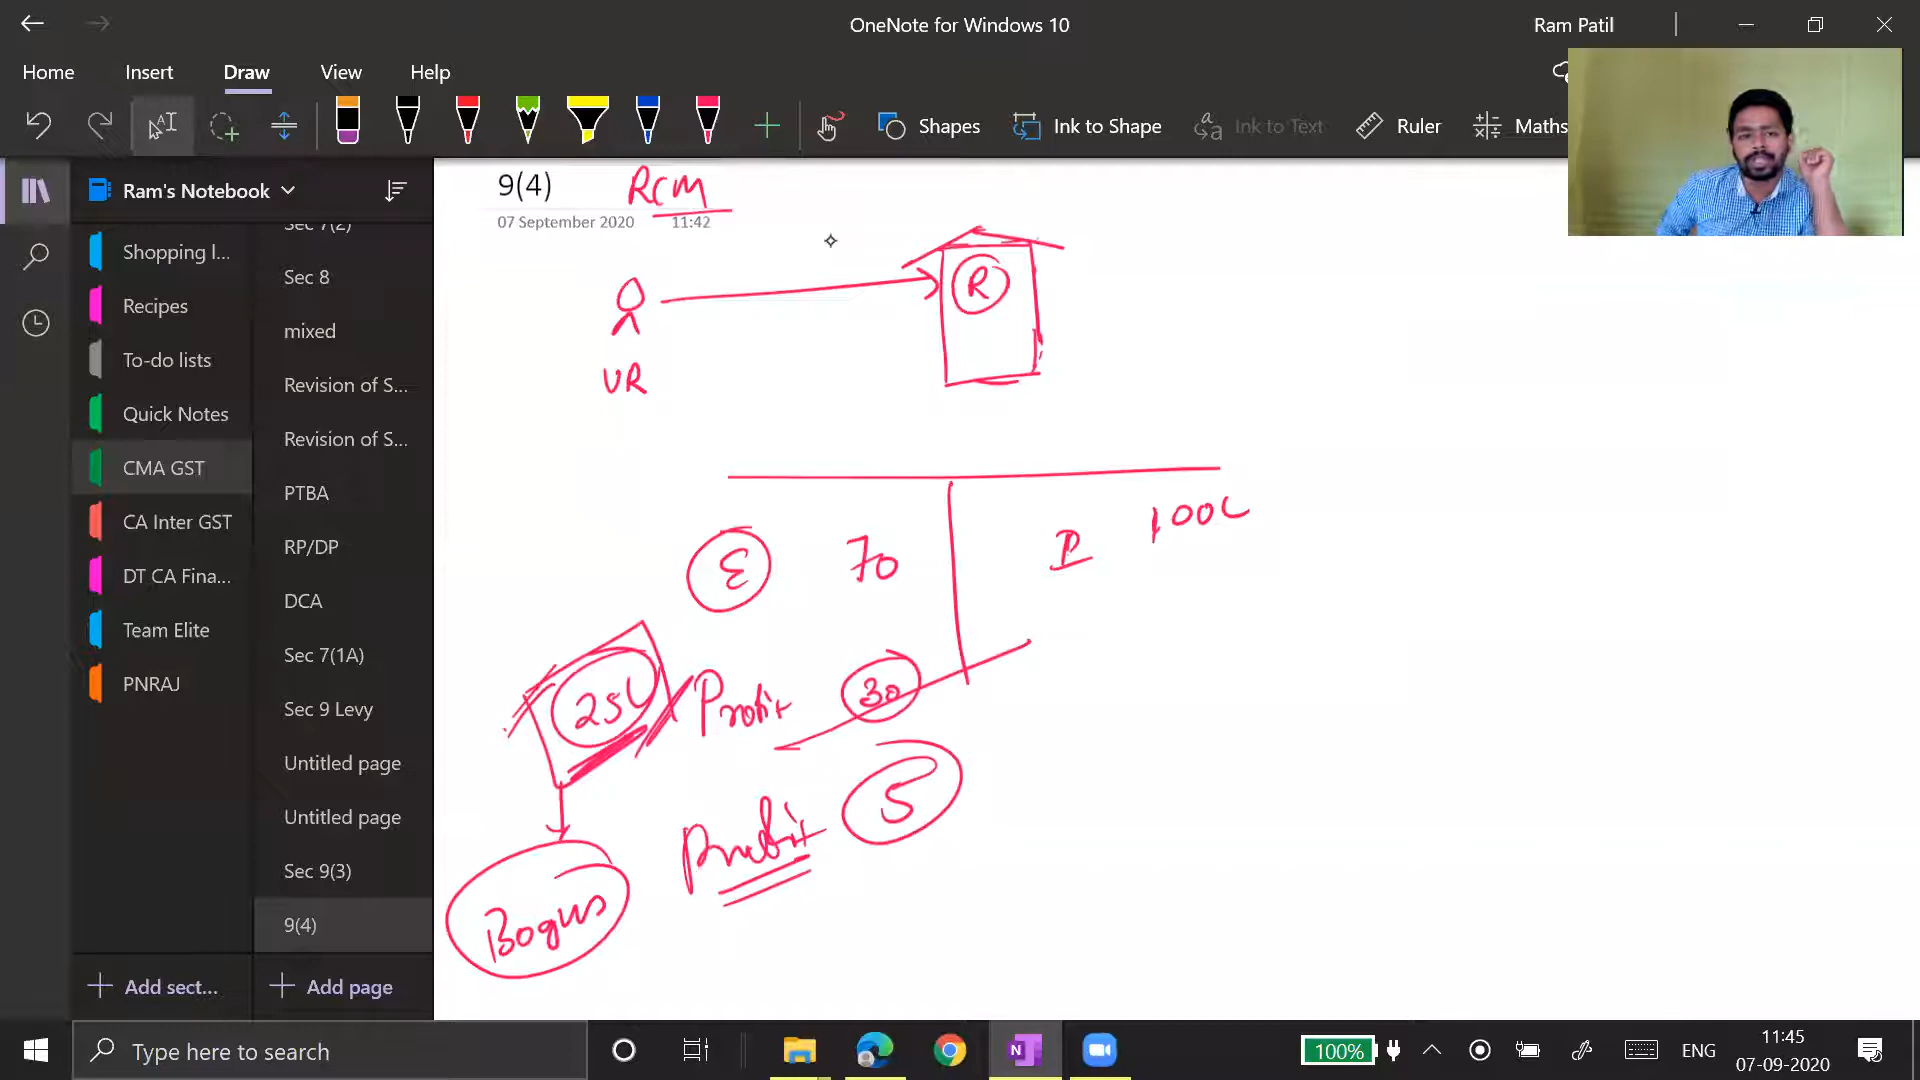 OneNote for Windows 10
Ram Patil
Home Insert Draw View Help
Shapes Ink to Shape Ink to Text Ruler Maths
Ram's Notebook
Shopping l...
Recipes
To-do lists
Quick Notes
CMA GST
CA Inter GST
DT CA Fina...
Team Elite
PNRAJ
Add sect...
Sec 7(2)
Sec 8
mixed
Revision of S...
Revision of S...
PTBA
RP/DP
DCA
Sec 7(1A)
Sec 9 Levy
Untitled page
Untitled page
Sec 9(3)
9(4)
Add page
9(4) RCM
07 September 2020 11:42
R
UR
E 70 I 100L
25L Profit 30
Profit 5
Bogus
Type here to search
N
100%
ENG
11:45
07-09-2020